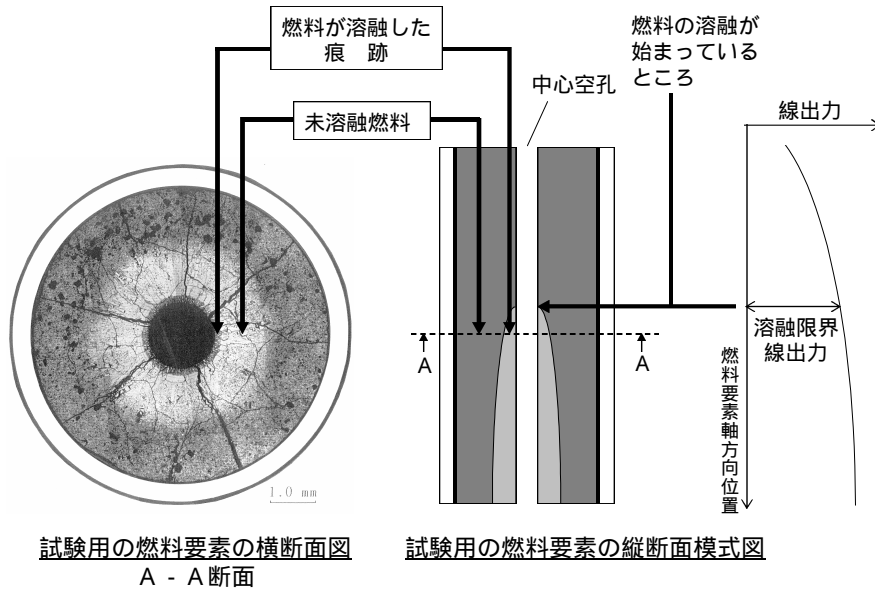 燃料が溶融した
痕　跡
燃料の溶融が
始まっている
ところ
中心空孔
未溶融燃料
線出力
溶融限界
線出力
A
A
燃料要素軸方向位置
1.0 mm
試験用の燃料要素の横断面図
A - A断面
試験用の燃料要素の縦断面模式図